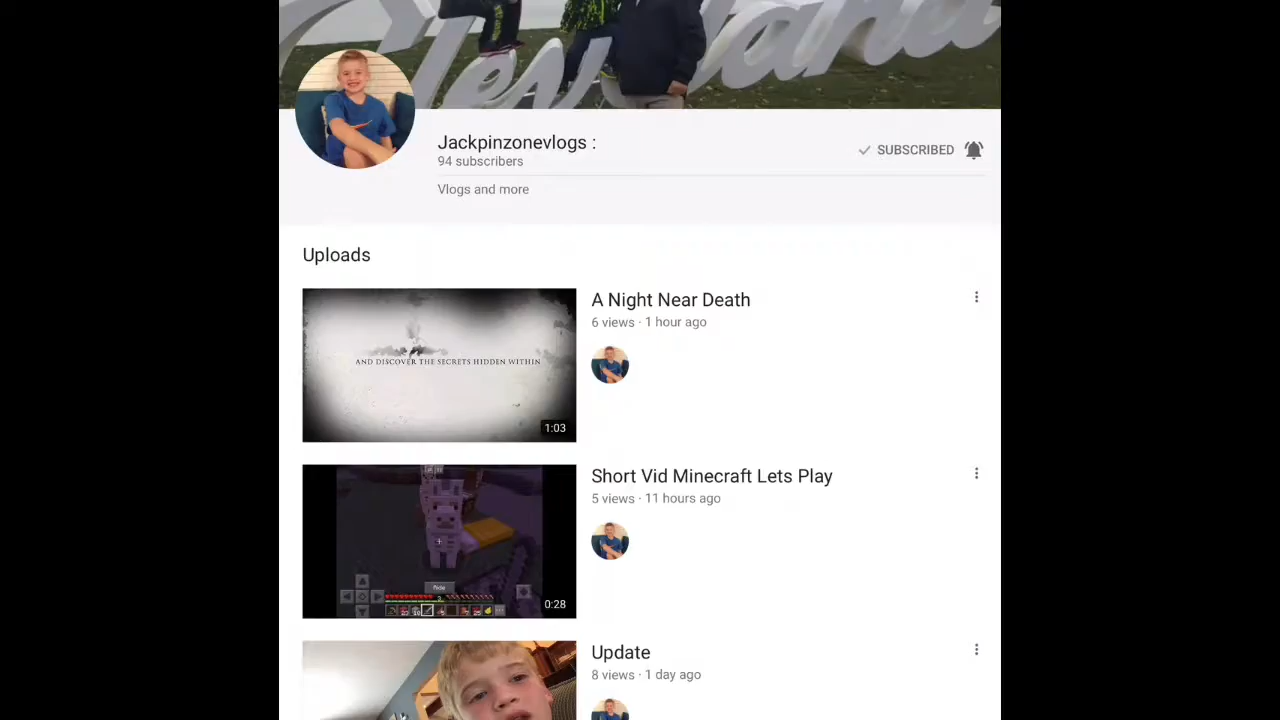 Cleveland
Jackpinzonevlogs :
94 subscribers
SUBSCRIBED
Vlogs and more
Uploads
AND DISCOVER THE SECRETS HIDDEN WITHIN
1:03
A Night Near Death
6 views · 1 hour ago
Ride
0:28
Short Vid Minecraft Lets Play
5 views · 11 hours ago
Update
8 views · 1 day ago